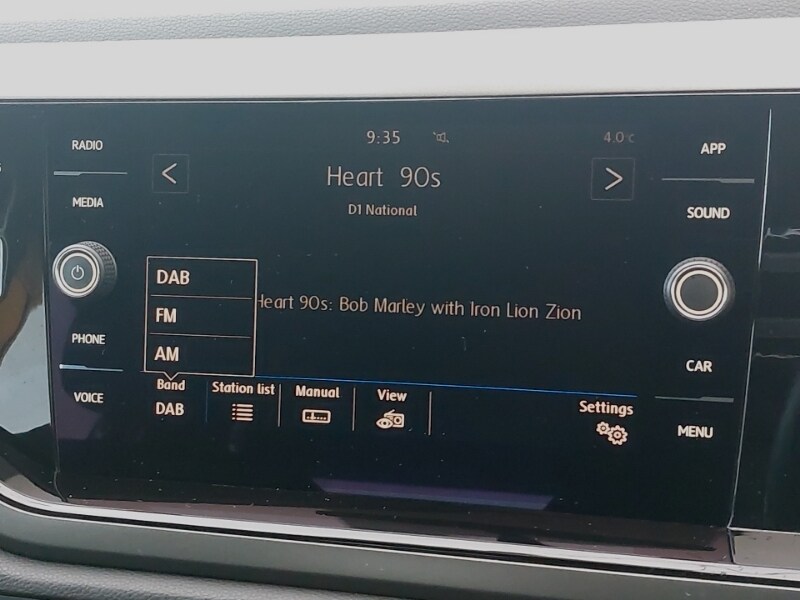 RADIO
MEDIA
PHONE
VOICE
9:35
4.0°c
< Heart 90s >
D1 National
DAB
FM
AM
Heart 90s: Bob Marley with Iron Lion Zion
Band
DAB
Station list
Manual
View
Settings
APP
SOUND
CAR
MENU